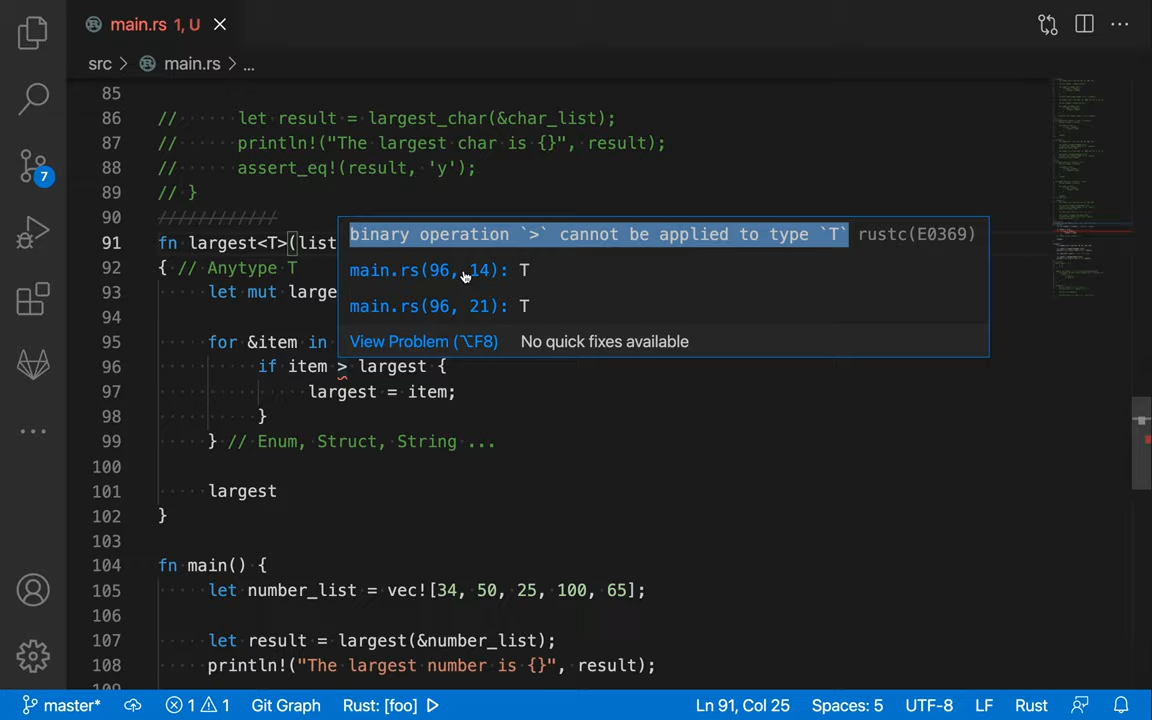 main.rs 1, U
src > main.rs > ...
85
86 // let result = largest_char(&char_list);
87 // println!("The largest char is {}", result);
88 // assert_eq!(result, 'y');
89 // }
90 ////////////
91 fn largest<T>(list
92 { // Anytype T
93 let mut large
94
95 for &item in
96 if item > largest {
97 largest = item;
98 }
99 } // Enum, Struct, String ...
100
101 largest
102 }
103
104 fn main() {
105 let number_list = vec![34, 50, 25, 100, 65];
106
107 let result = largest(&number_list);
108 println!("The largest number is {}", result);
binary operation `>` cannot be applied to type `T` rustc(E0369)
main.rs(96, 14): T
main.rs(96, 21): T
View Problem (⌥F8) No quick fixes available
7
master* 1 1 Git Graph Rust: [foo] Ln 91, Col 25 Spaces: 5 UTF-8 LF Rust